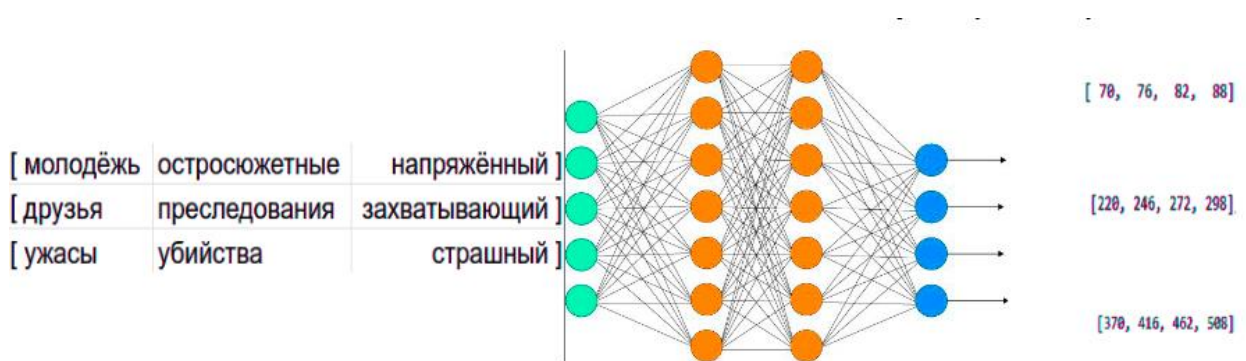 [ 70, 76, 82, 88]
[ молодёжь остросюжетные напряжённый ]
[ друзья преследования захватывающий ]
[220, 246, 272, 298]
[ ужасы убийства страшный ]
[370, 416, 462, 508]